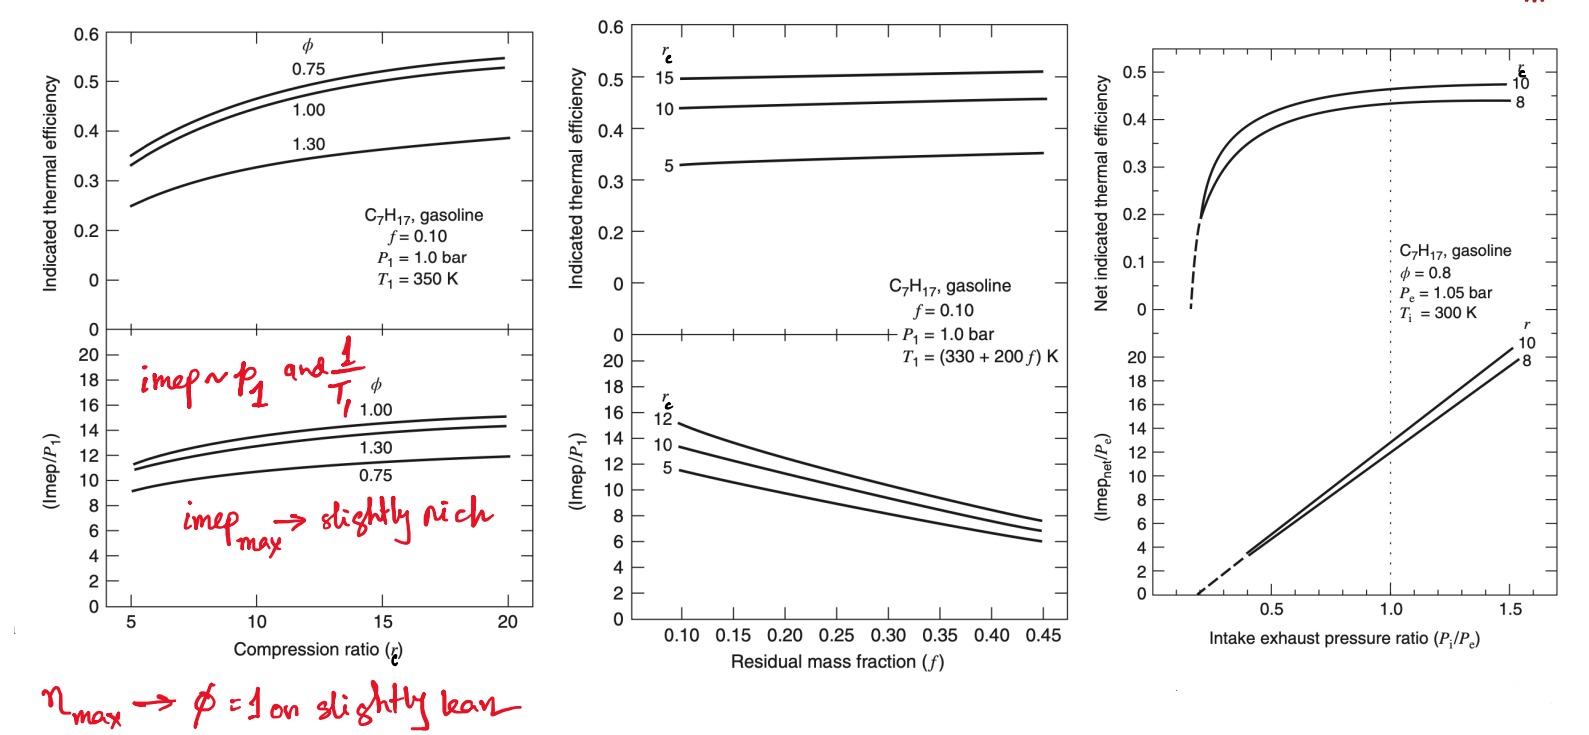 0.6
0.5
0.4
0.3
0.2
0
0
Indicated thermal efficiency
ϕ
0.75
1.00
1.30
C7H17, gasoline
f = 0.10
P1 = 1.0 bar
T1 = 350 K
20
18
16
14
12
10
8
6
4
2
0
(Imep/P1)
imep ~ p1 and 1/T1
ϕ
1.00
1.30
0.75
imep max → slightly rich
5
10
15
20
Compression ratio (rc)
ηmax → ϕ = 1 or slightly lean
0.6
0.5
0.4
0.3
0.2
0
0
Indicated thermal efficiency
rc
15
10
5
C7H17, gasoline
f = 0.10
P1 = 1.0 bar
T1 = (330 + 200 f) K
20
18
16
14
12
10
8
6
4
2
0
(Imep/P1)
rc
12
10
5
0.10 0.15 0.20 0.25 0.30 0.35 0.40 0.45
Residual mass fraction (f)
0.5
0.4
0.3
0.2
0.1
0
Net indicated thermal efficiency
rc
10
8
C7H17, gasoline
ϕ = 0.8
Pe = 1.05 bar
Ti = 300 K
20
18
16
14
12
10
8
6
4
2
0
(Imepnet/Pe)
r
10
8
0.5
1.0
1.5
Intake exhaust pressure ratio (Pi/Pe)